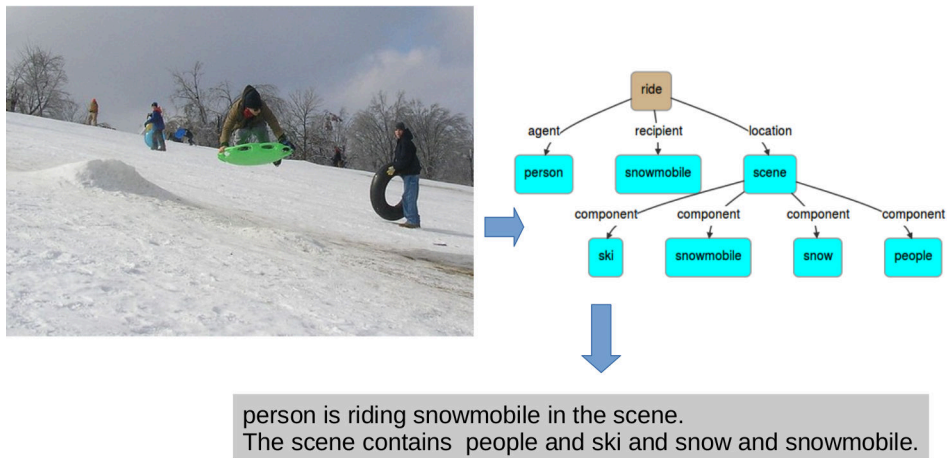 ride
agent recipient location
person snowmobile scene
component component component component
ski snowmobile snow people
person is riding snowmobile in the scene.
The scene contains  people and ski and snow and snowmobile.